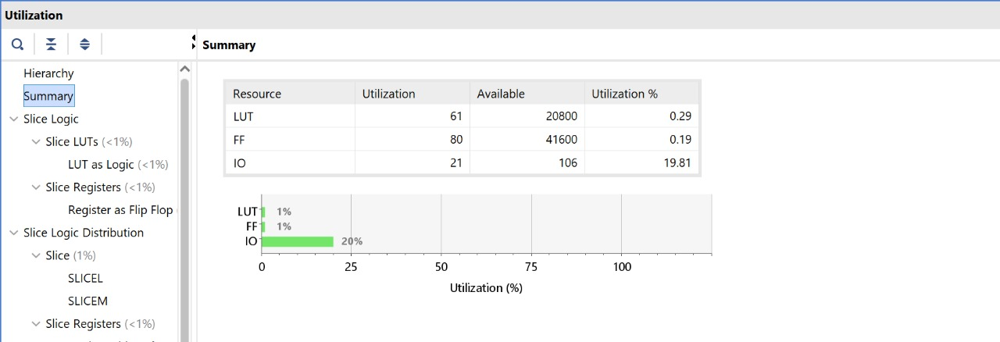 Utilization
Summary
Hierarchy
Summary
Slice Logic
Slice LUTs (<1%)
LUT as Logic (<1%)
Slice Registers (<1%)
Register as Flip Flop
Slice Logic Distribution
Slice (1%)
SLICEL
SLICEM
Slice Registers (<1%)
Resource Utilization Available Utilization %
LUT 61 20800 0.29
FF 80 41600 0.19
IO 21 106 19.81
LUT 1%
FF 1%
IO 20%
0 25 50 75 100
Utilization (%)